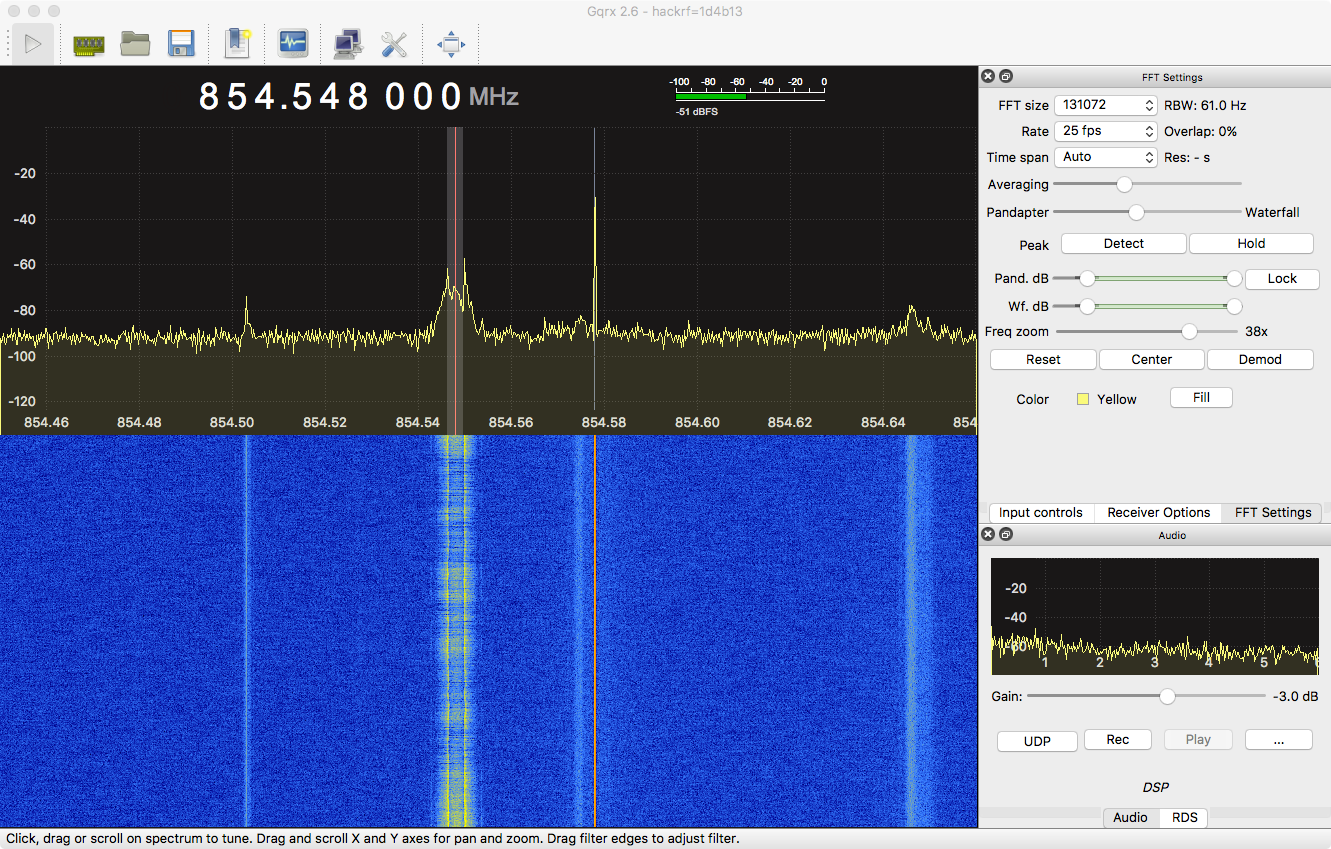 Gqrx 2.6 - hackrf=1d4b13
854.548 000 MHz
-100 -80 -60 -40 -20 0
-51 dBFS
-20
-40
-60
-80
-100
-120
854.46 854.48 854.50 854.52 854.54 854.56 854.58 854.60 854.62 854.64 854
FFT Settings
FFT size 131072 RBW: 61.0 Hz
Rate 25 fps Overlap: 0%
Time span Auto Res: - s
Averaging
Pandapter Waterfall
Peak Detect Hold
Pand. dB Lock
Wf. dB
Freq zoom 38x
Reset Center Demod
Color Yellow Fill
Input controls Receiver Options FFT Settings
Audio
-20
-40
-60
1 2 3 4 5 6
Gain: -3.0 dB
UDP Rec Play ...
DSP
Audio RDS
Click, drag or scroll on spectrum to tune. Drag and scroll X and Y axes for pan and zoom. Drag filter edges to adjust filter.